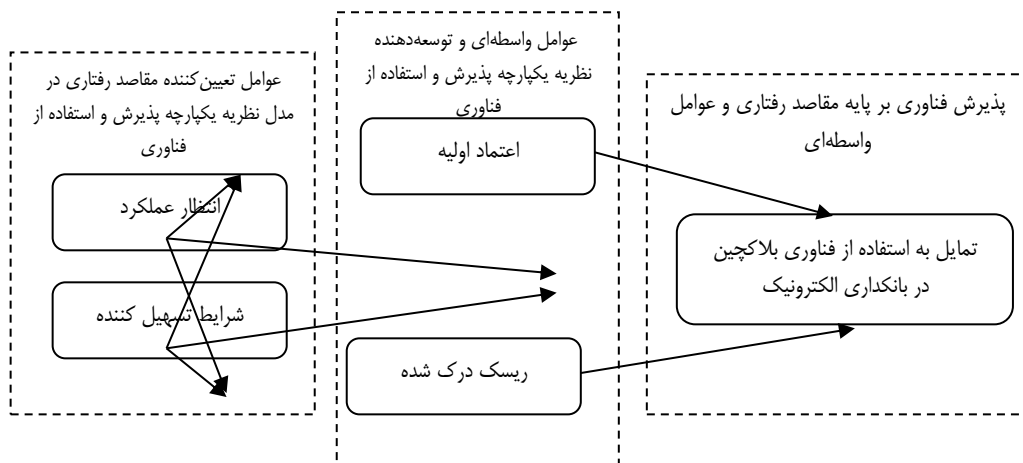 عوامل تعیین‌کننده مقاصد رفتاری در
مدل نظریه یکپارچه پذیرش و استفاده از
فناوری
انتظار عملکرد
شرایط تسهیل کننده
عوامل واسطه‌ای و توسعه‌دهنده
نظریه یکپارچه پذیرش و استفاده از
فناوری
اعتماد اولیه
ریسک درک شده
پذیرش فناوری بر پایه مقاصد رفتاری و عوامل
واسطه‌ای
تمایل به استفاده از فناوری بلاکچین
در بانکداری الکترونیک